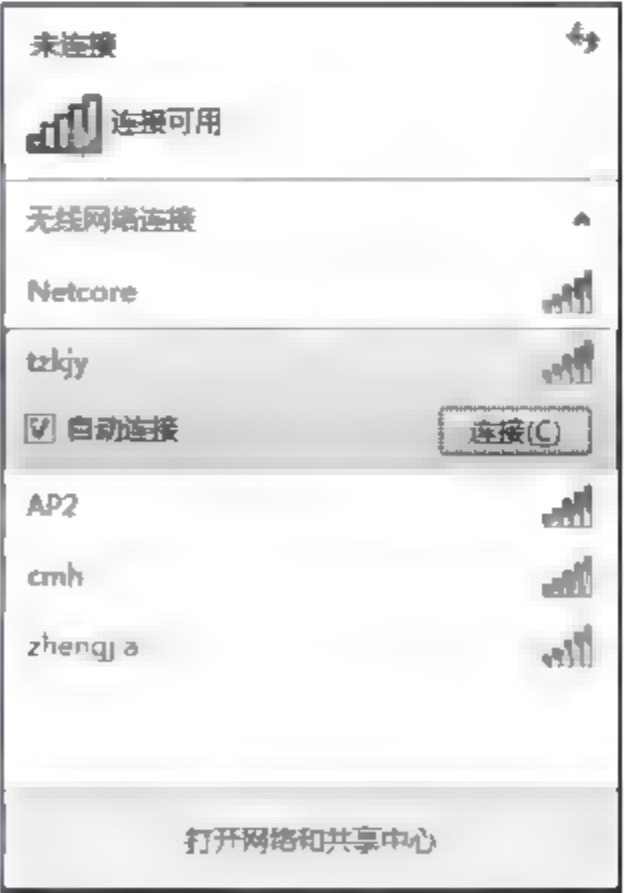 未连接
连接可用
无线网络连接
Netcore
tzkjy
自动连接
连接(C)
AP2
cmh
zhengj a
打开网络和共享中心